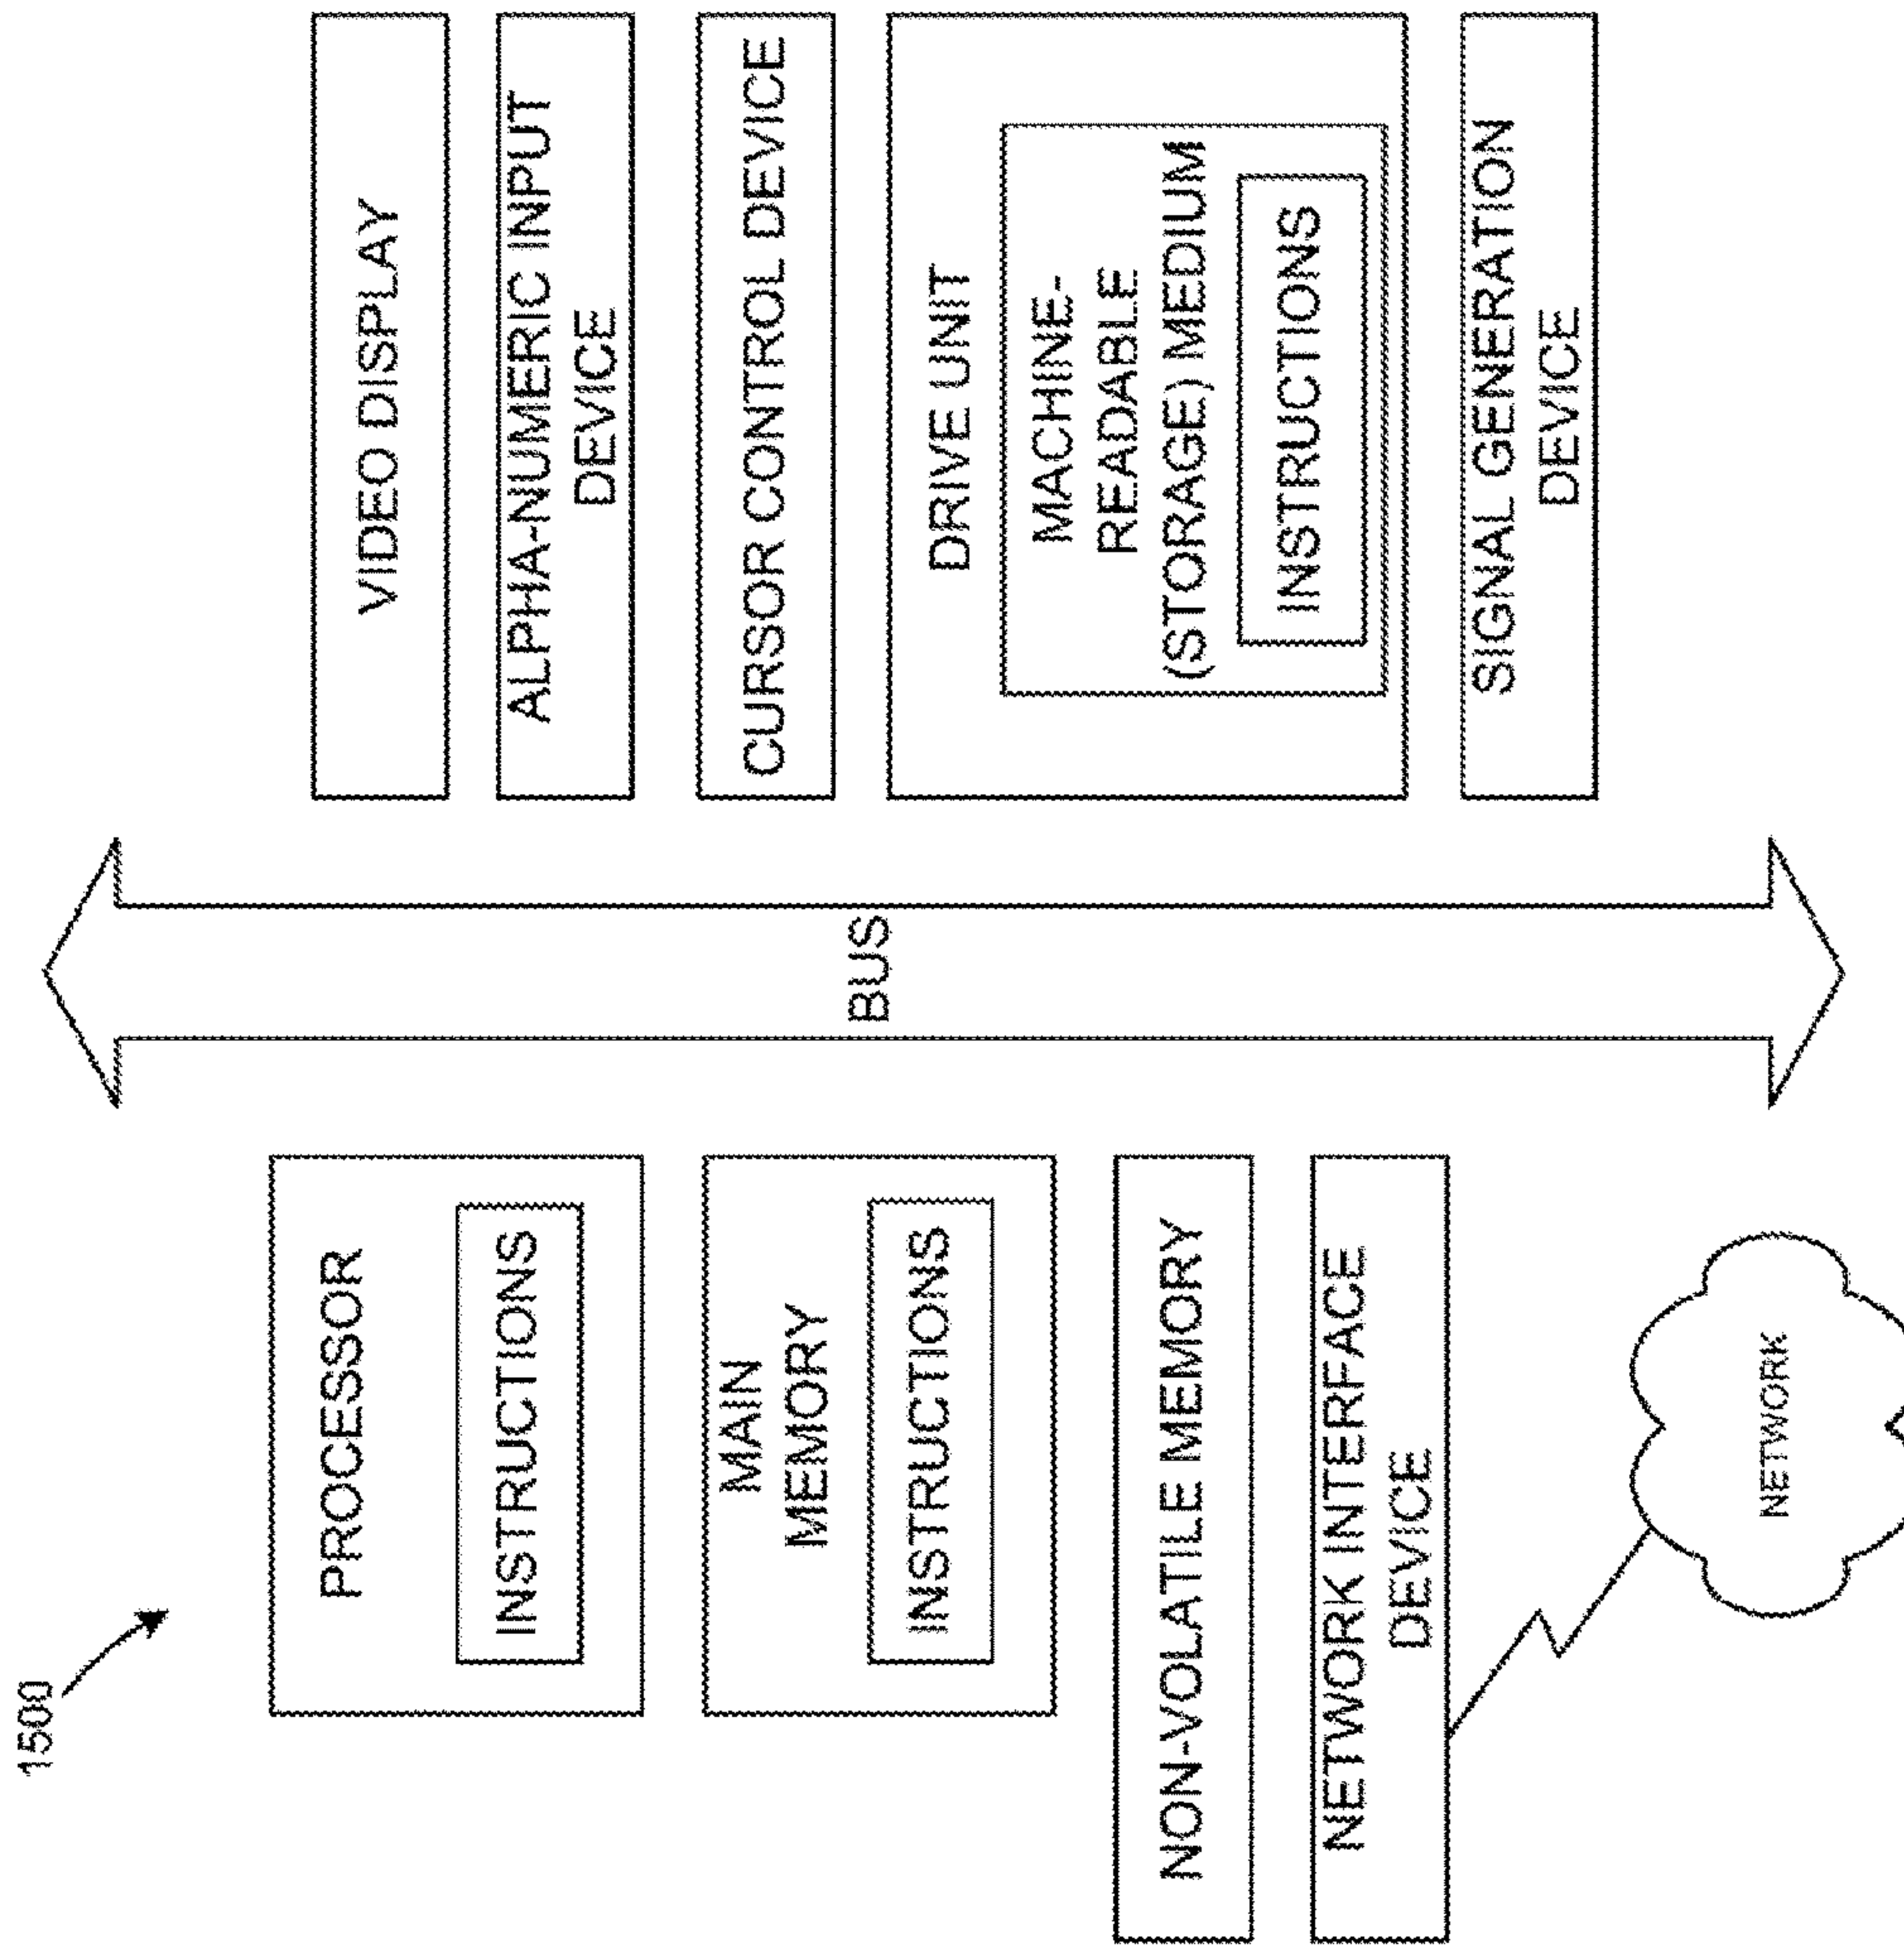 1500
PROCESSOR
INSTRUCTIONS
MAIN
MEMORY
INSTRUCTIONS
NON-VOLATILE MEMORY
NETWORK INTERFACE
DEVICE
NETWORK
BUS
VIDEO DISPLAY
ALPHA-NUMERIC INPUT
DEVICE
CURSOR CONTROL DEVICE
DRIVE UNIT
MACHINE-
READABLE
(STORAGE) MEDIUM
INSTRUCTIONS
SIGNAL GENERATION
DEVICE